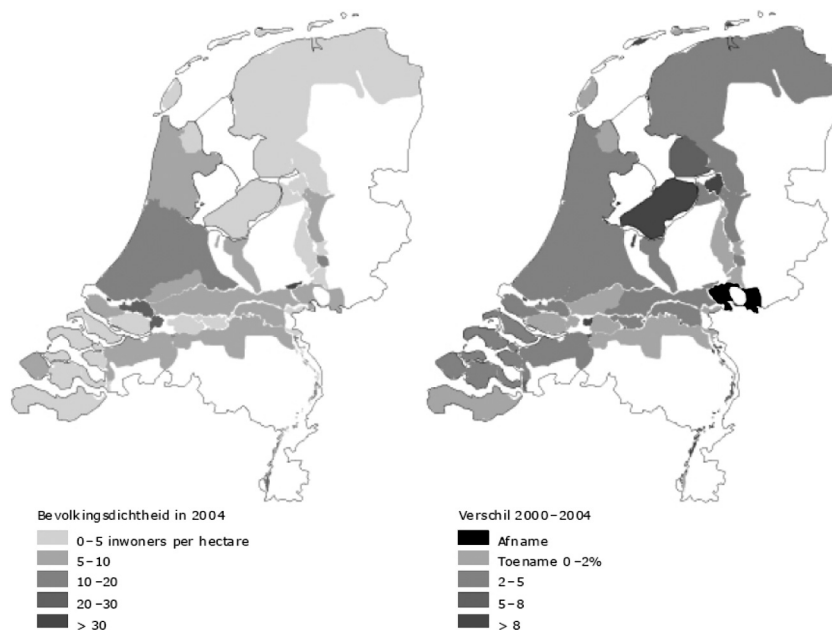 Bevolkingsdichtheid in 2004
0-5 inwoners per hectare
5-10
10-20
20-30
> 30
Verschil 2000-2004
Afname
Toename 0-2%
2-5
5-8
> 8